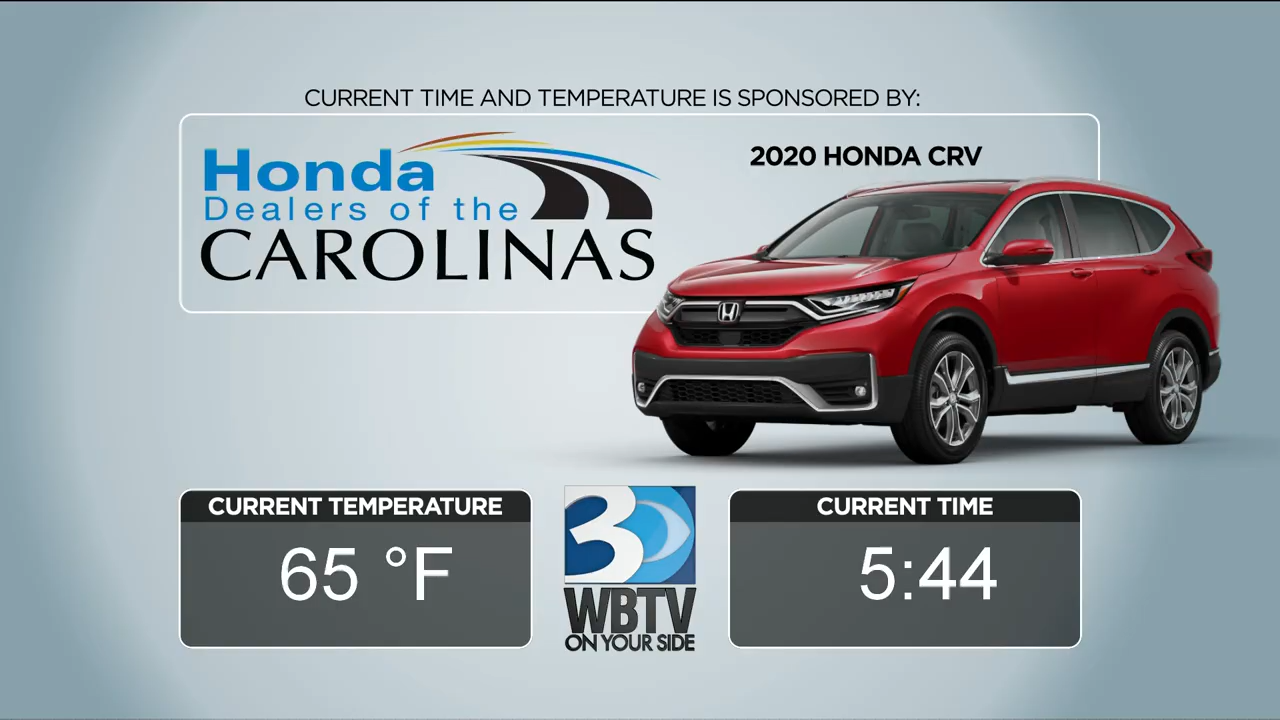 CURRENT TIME AND TEMPERATURE IS SPONSORED BY:
Honda
Dealers of the
CAROLINAS
2020 HONDA CRV
CURRENT TEMPERATURE
65 °F
3
WBTV
ON YOUR SIDE
CURRENT TIME
5:44